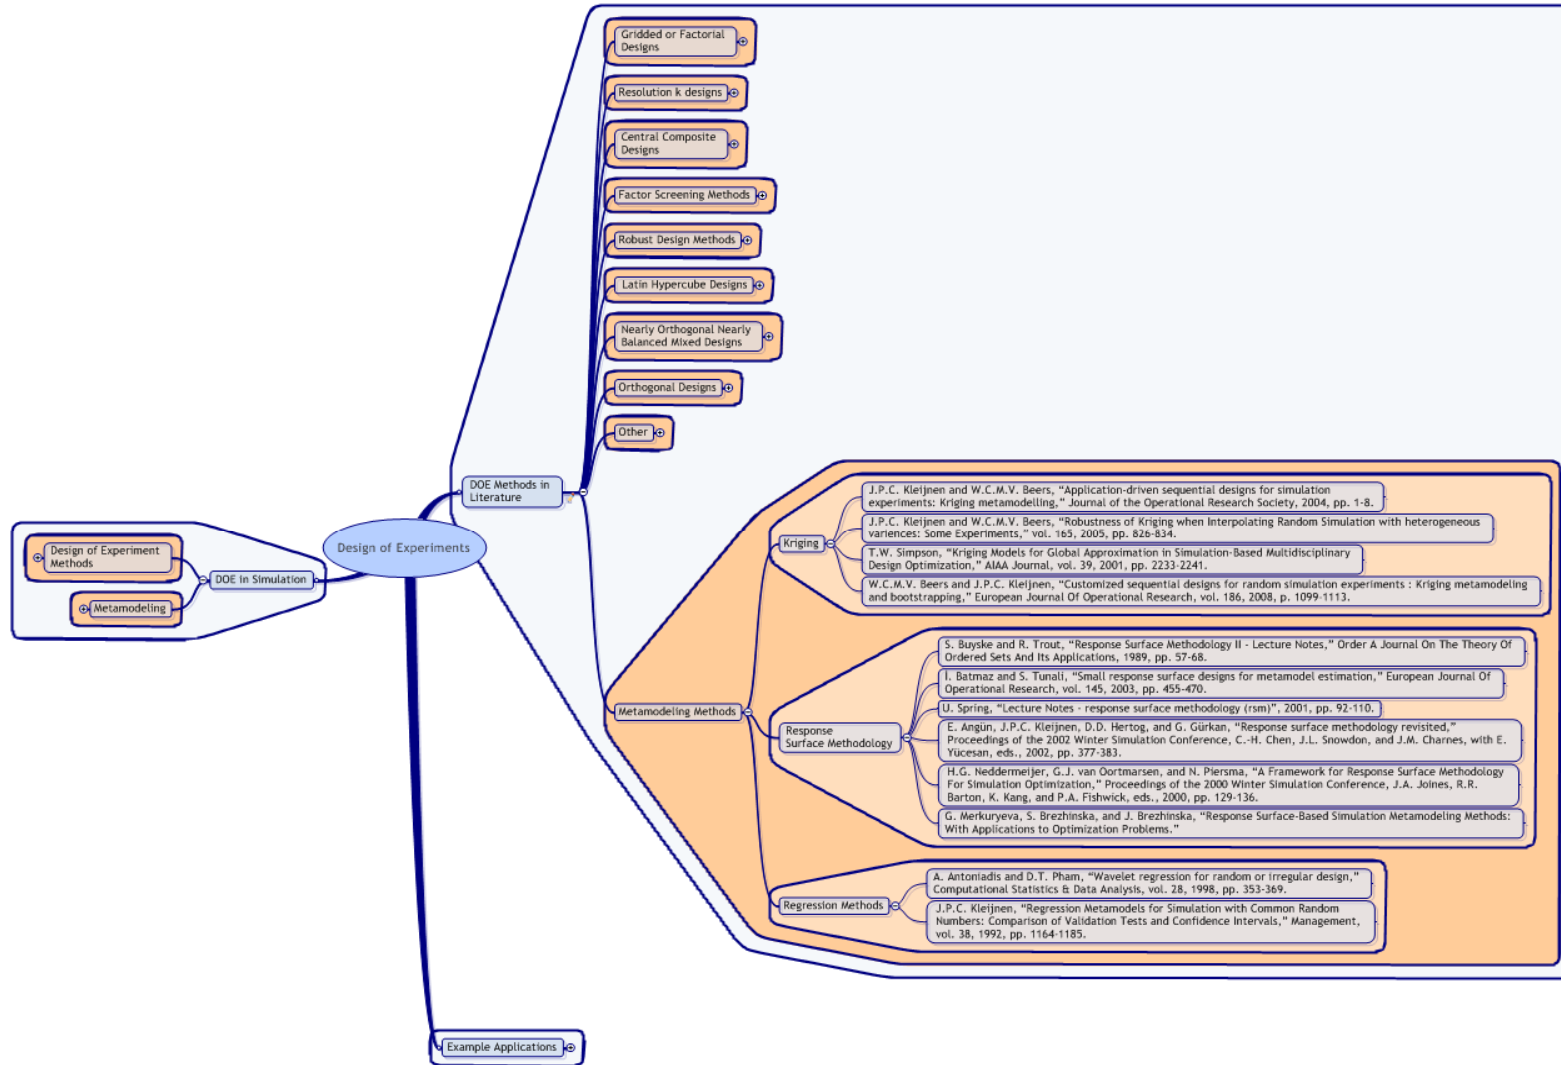 Gridded or Factorial
Designs
Resolution k designs
Central Composite
Designs
Factor Screening Methods
Robust Design Methods
Latin Hypercube Designs
Nearly Orthogonal Nearly
Balanced Mixed Designs
Orthogonal Designs
Other
DOE Methods in
Literature
Design of Experiments
DOE in Simulation
Design of Experiment
Methods
Metamodeling
Metamodeling Methods
Kriging
J.P.C. Kleijnen and W.C.M.V. Beers, “Application-driven sequential designs for simulation
experiments: Kriging metamodelling,” Journal of the Operational Research Society, 2004, pp. 1-8.
J.P.C. Kleijnen and W.C.M.V. Beers, “Robustness of Kriging when Interpolating Random Simulation with heterogeneous
variences: Some Experiments,” vol. 165, 2005, pp. 826-834.
T.W. Simpson, “Kriging Models for Global Approximation in Simulation-Based Multidisciplinary
Design Optimization,” AIAA Journal, vol. 39, 2001, pp. 2233-2241.
W.C.M.V. Beers and J.P.C. Kleijnen, “Customized sequential designs for random simulation experiments : Kriging metamodeling
and bootstrapping,” European Journal Of Operational Research, vol. 186, 2008, p. 1099-1113.
Response
Surface Methodology
S. Buyske and R. Trout, “Response Surface Methodology II - Lecture Notes,” Order A Journal On The Theory Of
Ordered Sets And Its Applications, 1989, pp. 57-68.
İ. Batmaz and S. Tunali, “Small response surface designs for metamodel estimation,” European Journal Of
Operational Research, vol. 145, 2003, pp. 455-470.
U. Spring, “Lecture Notes - response surface methodology (rsm)”, 2001, pp. 92-110.
E. Angün, J.P.C. Kleijnen, D.D. Hertog, and G. Gürkan, “Response surface methodology revisited,”
Proceedings of the 2002 Winter Simulation Conference, C.-H. Chen, J.L. Snowdon, and J.M. Charnes, with E.
Yücesan, eds., 2002, pp. 377-383.
H.G. Neddermeijer, G.J. van Oortmarsen, and N. Piersma, “A Framework for Response Surface Methodology
For Simulation Optimization,” Proceedings of the 2000 Winter Simulation Conference, J.A. Joines, R.R.
Barton, K. Kang, and P.A. Fishwick, eds., 2000, pp. 129-136.
G. Merkuryeva, S. Brezhinska, and J. Brezhinska, “Response Surface-Based Simulation Metamodeling Methods:
With Applications to Optimization Problems.”
Regression Methods
A. Antoniadis and D.T. Pham, “Wavelet regression for random or irregular design,”
Computational Statistics & Data Analysis, vol. 28, 1998, pp. 353-369.
J.P.C. Kleijnen, “Regression Metamodels for Simulation with Common Random
Numbers: Comparison of Validation Tests and Confidence Intervals,” Management,
vol. 38, 1992, pp. 1164-1185.
Example Applications